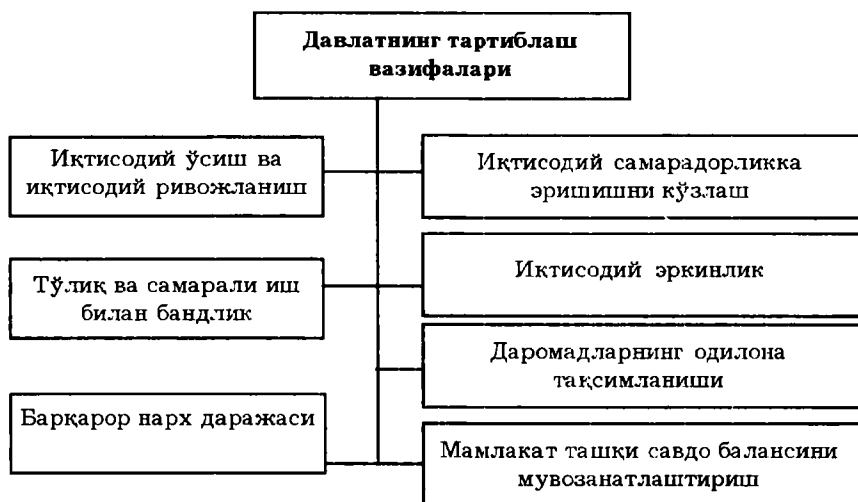 Давлатнинг тартиблаш
вазифалари
Иқтисодий ўсиш ва
иқтисодий ривожланиш
Иқтисодий самарадорликка
эришишни кўзлаш
Тўлиқ ва самарали иш
билан бандлик
Иқтисодий эркинлик
Даромадларнинг одилона
тақсимланиши
Барқарор нарх даражаси
Мамлакат ташқи савдо балансини
мувозанатлаштириш